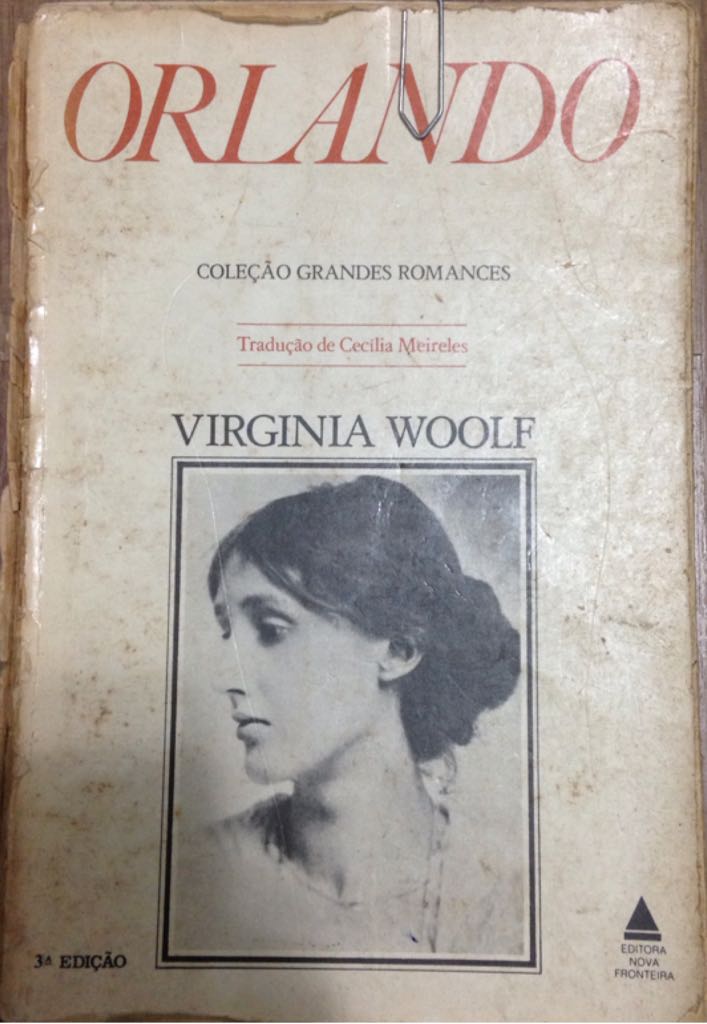 ORLANDO
COLEÇÃO GRANDES ROMANCES
Tradução de Cecília Meireles
VIRGINIA WOOLF
3ª EDIÇÃO
EDITORA
NOVA
FRONTEIRA